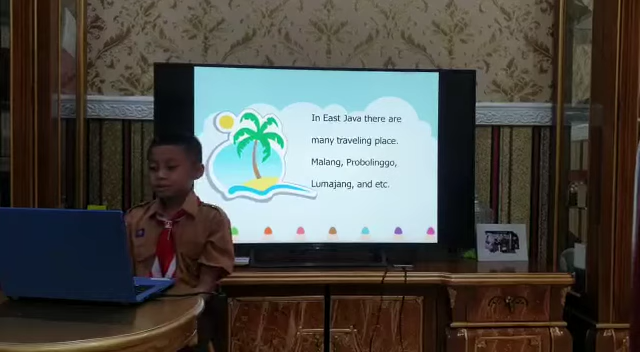 In East Java there are
many traveling place.
Malang, Probolinggo,
Lumajang, and etc.